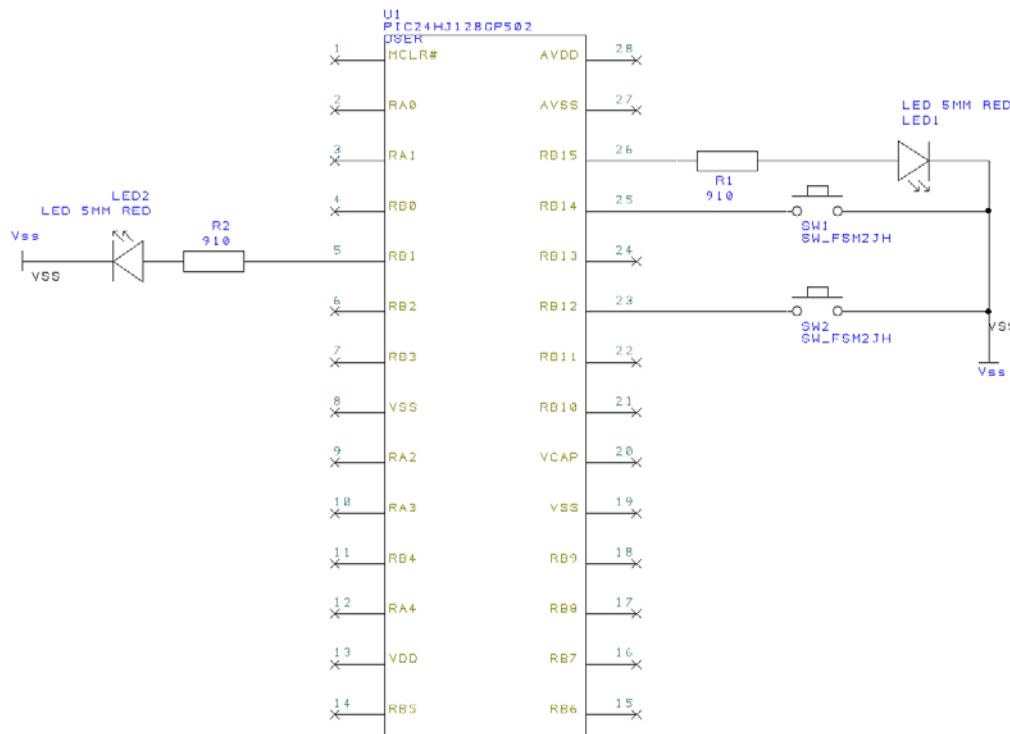 U1
PIC24HJ128GP502
USER
1 MCLR# AVDD 28
2 RA0 AVSS 27
LED 5MM RED
LED1
3 RA1 RB15 26
R1
910
LED2
LED 5MM RED
4 RB0 RB14 25
SW1
SW_FSM2JH
R2
910
Vss
VSS
5 RB1 RB13 24
6 RB2 RB12 23
SW2
SW_FSM2JH
VSS
Vss
7 RB3 RB11 22
8 VSS RB10 21
9 RA2 VCAP 20
10 RA3 VSS 19
11 RB4 RB9 18
12 RA4 RB8 17
13 VDD RB7 16
14 RB5 RB6 15